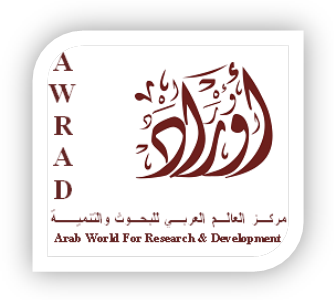 A
W
R
A
D
أوراد
مركز العالم العربي للبحوث والتنمية
Arab World For Research & Development